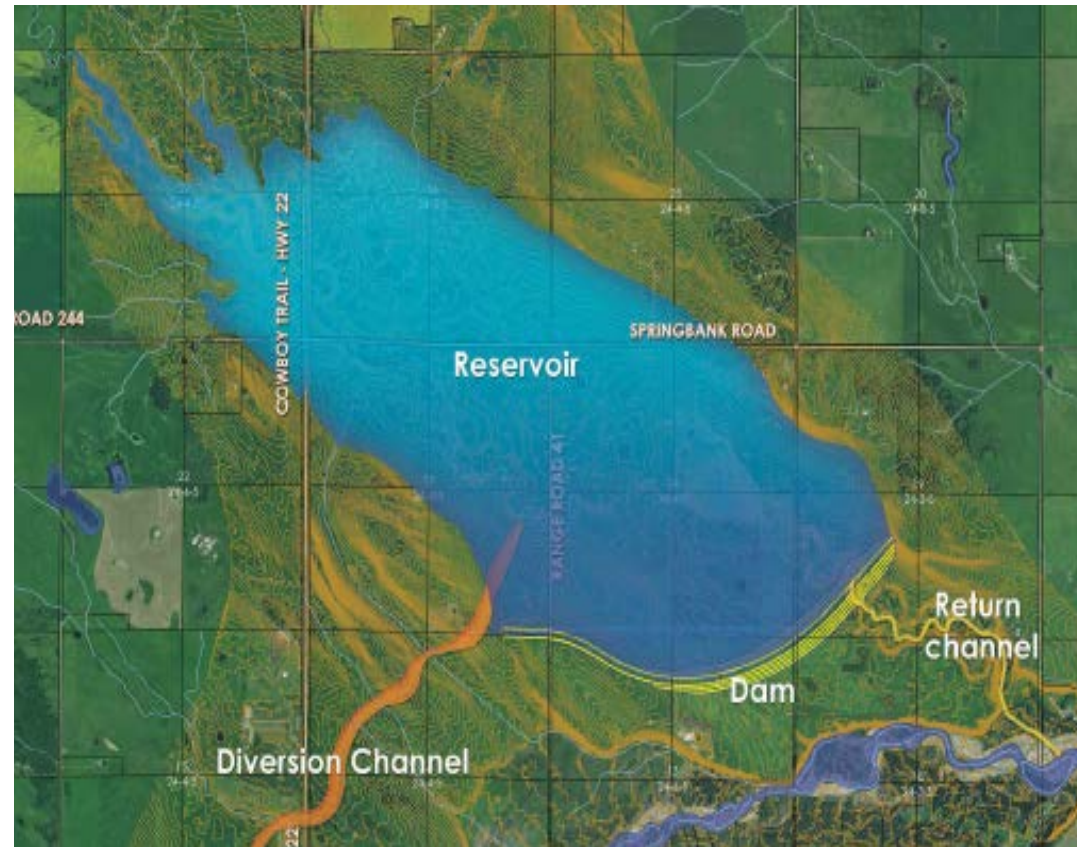 COWBOY TRAIL - HWY 22
ROAD 244
SPRINGBANK ROAD
Reservoir
RANGE ROAD 41
Return
channel
Dam
Diversion Channel
22